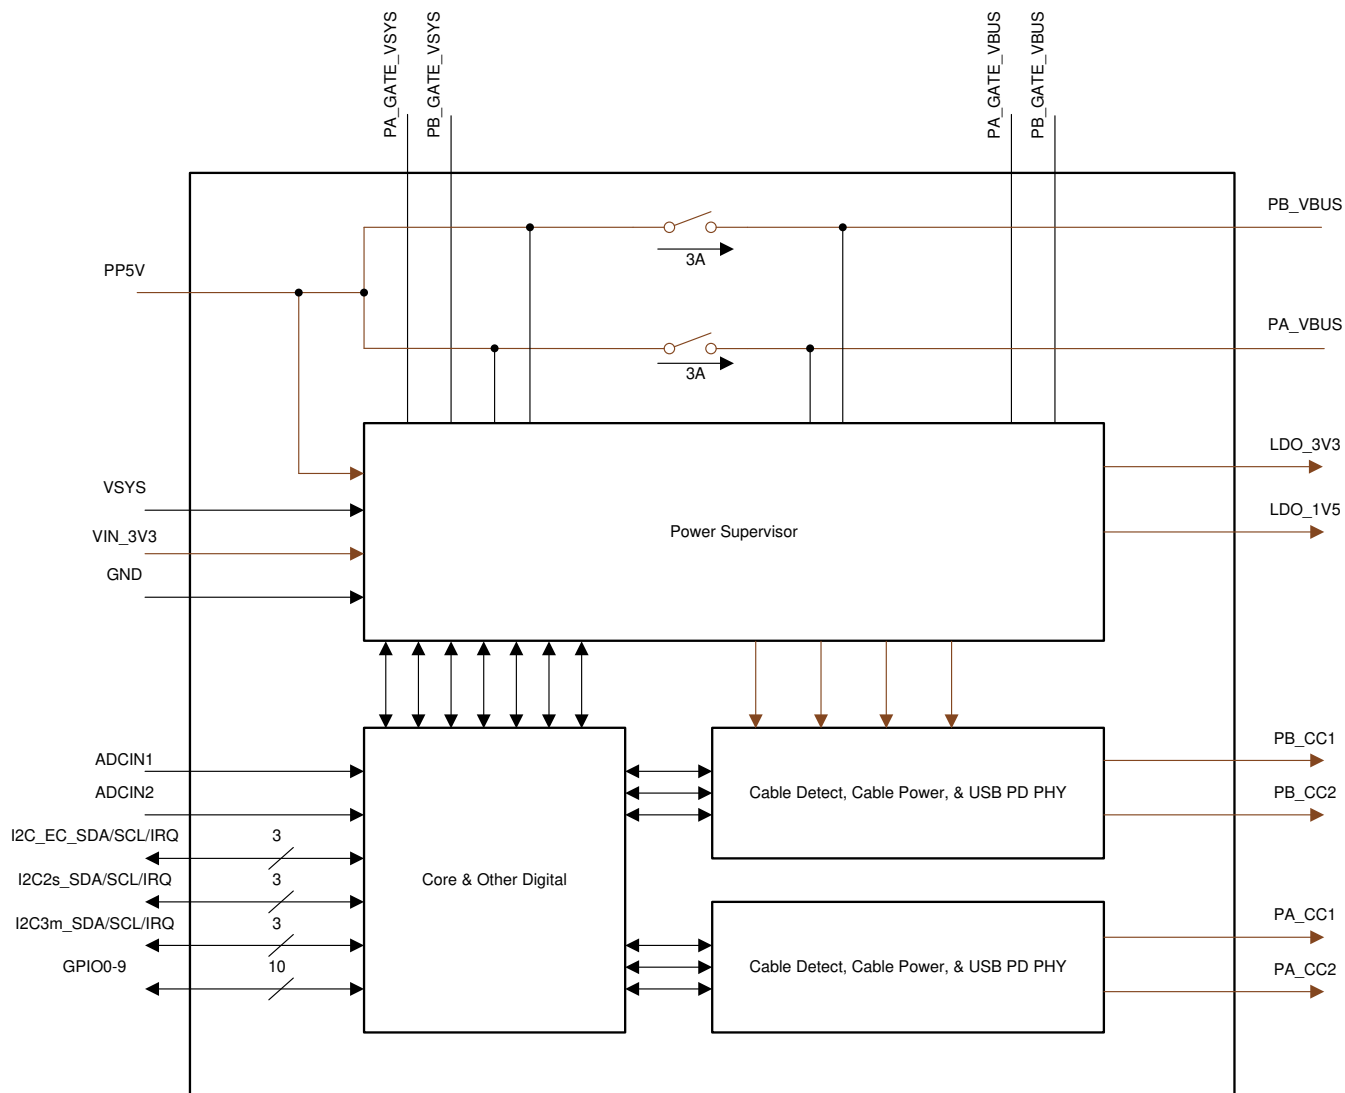 PA_GATE_VSYS
PB_GATE_VSYS
PA_GATE_VBUS
PB_GATE_VBUS
PB_VBUS
3A
PP5V
PA_VBUS
3A
LDO_3V3
VSYS
LDO_1V5
Power Supervisor
VIN_3V3
GND
PB_CC1
ADCIN1
ADCIN2
Cable Detect, Cable Power, & USB PD PHY
PB_CC2
I2C_EC_SDA/SCL/IRQ
3
I2C2s_SDA/SCL/IRQ
3
Core & Other Digital
I2C3m_SDA/SCL/IRQ
3
PA_CC1
GPIO0-9
10
Cable Detect, Cable Power, & USB PD PHY
PA_CC2